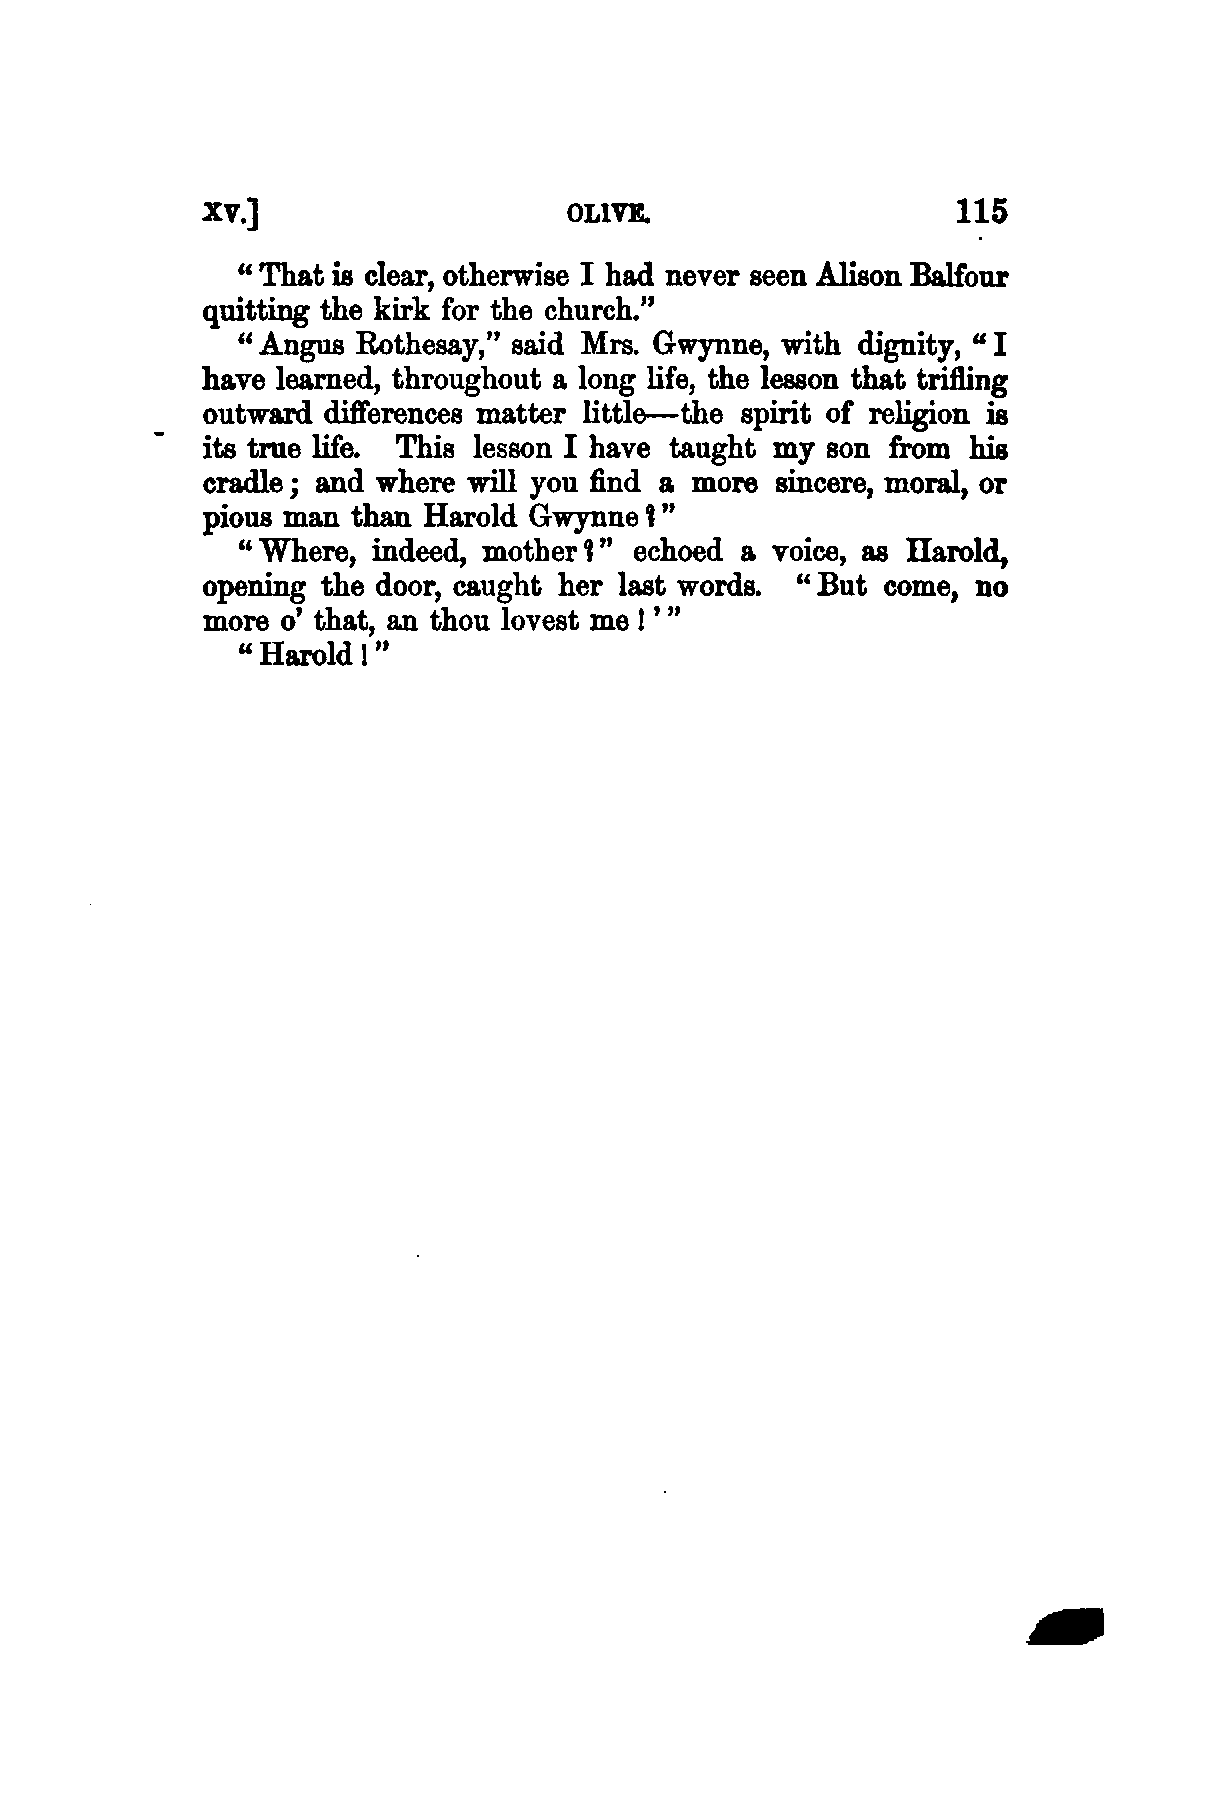 XV.] OLIVE. 115
"That is clear, otherwise I had never seen Alison Balfour
quitting the kirk for the church."
"Angus Rothesay," said Mrs. Gwynne, with dignity, "I
have learned, throughout a long life, the lesson that trifling
outward differences matter little—the spirit of religion is
its true life. This lesson I have taught my son from his
cradle; and where will you find a more sincere, moral, or
pious man than Harold Gwynne?"
"Where, indeed, mother?" echoed a voice, as Harold,
opening the door, caught her last words. "But come, no
more o' that, an thou lovest me!'"
"Harold!"